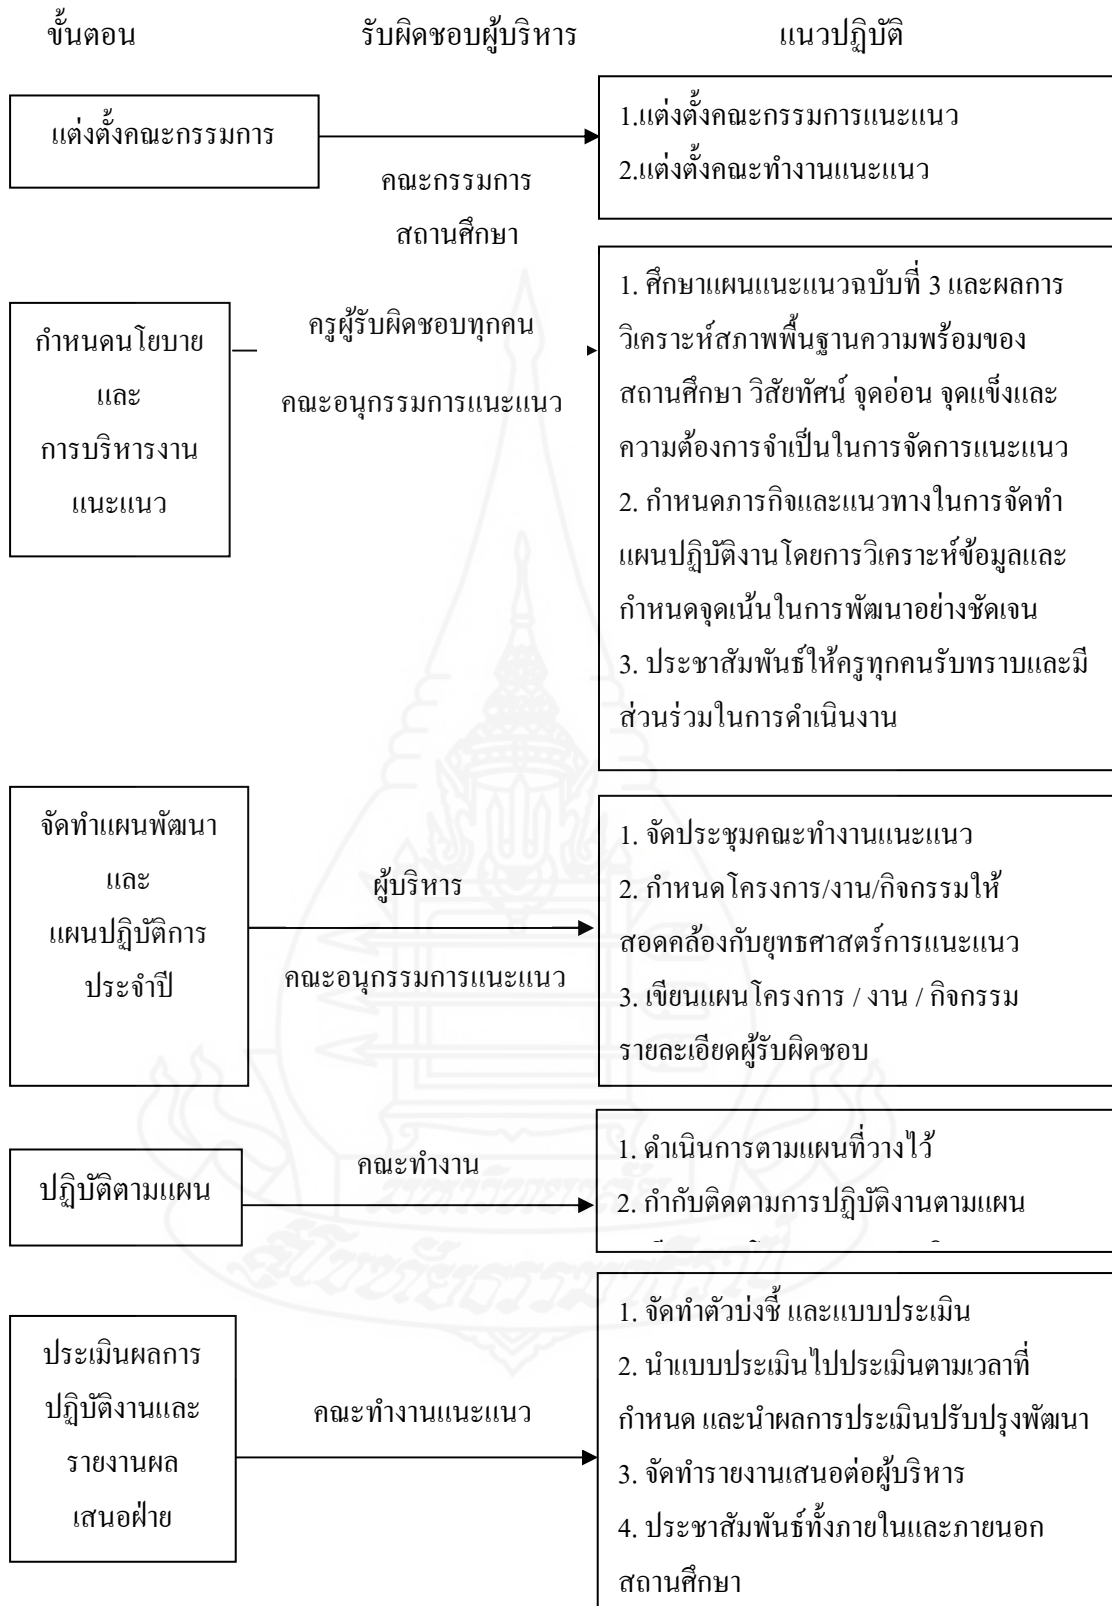 ขั้นตอน รับผิดชอบผู้บริหาร แนวปฏิบัติ
แต่งตั้งคณะกรรมการ
คณะกรรมการ
สถานศึกษา
1.แต่งตั้งคณะกรรมการแนะแนว
2.แต่งตั้งคณะทำงานแนะแนว
กำหนดนโยบาย
และ
การบริหารงาน
แนะแนว
ครูผู้รับผิดชอบทุกคน
คณะอนุกรรมการแนะแนว
1. ศึกษาแผนแนะแนวฉบับที่ 3 และผลการ
วิเคราะห์สภาพพื้นฐานความพร้อมของ
สถานศึกษา วิสัยทัศน์ จุดอ่อน จุดแข็งและ
ความต้องการจำเป็นในการจัดการแนะแนว
2. กำหนดภารกิจและแนวทางในการจัดทำ
แผนปฏิบัติงานโดยการวิเคราะห์ข้อมูลและ
กำหนดจุดเน้นในการพัฒนาอย่างชัดเจน
3. ประชาสัมพันธ์ให้ครูทุกคนรับทราบและมี
ส่วนร่วมในการดำเนินงาน
จัดทำแผนพัฒนา
และ
แผนปฏิบัติการ
ประจำปี
ผู้บริหาร
คณะอนุกรรมการแนะแนว
1. จัดประชุมคณะทำงานแนะแนว
2. กำหนดโครงการ/งาน/กิจกรรมให้
สอดคล้องกับยุทธศาสตร์การแนะแนว
3. เขียนแผนโครงการ / งาน / กิจกรรม
รายละเอียดผู้รับผิดชอบ
ปฏิบัติตามแผน
คณะทำงาน
1. ดำเนินการตามแผนที่วางไว้
2. กำกับติดตามการปฏิบัติงานตามแผน
มหาวิทยาลัย
สุโขทัยธรรมาธิราช
ประเมินผลการ
ปฏิบัติงานและ
รายงานผล
เสนอฝ่าย
คณะทำงานแนะแนว
1. จัดทำตัวบ่งชี้ และแบบประเมิน
2. นำแบบประเมินไปประเมินตามเวลาที่
กำหนด และนำผลการประเมินปรับปรุงพัฒนา
3. จัดทำรายงานเสนอต่อผู้บริหาร
4. ประชาสัมพันธ์ทั้งภายในและภายนอก
สถานศึกษา